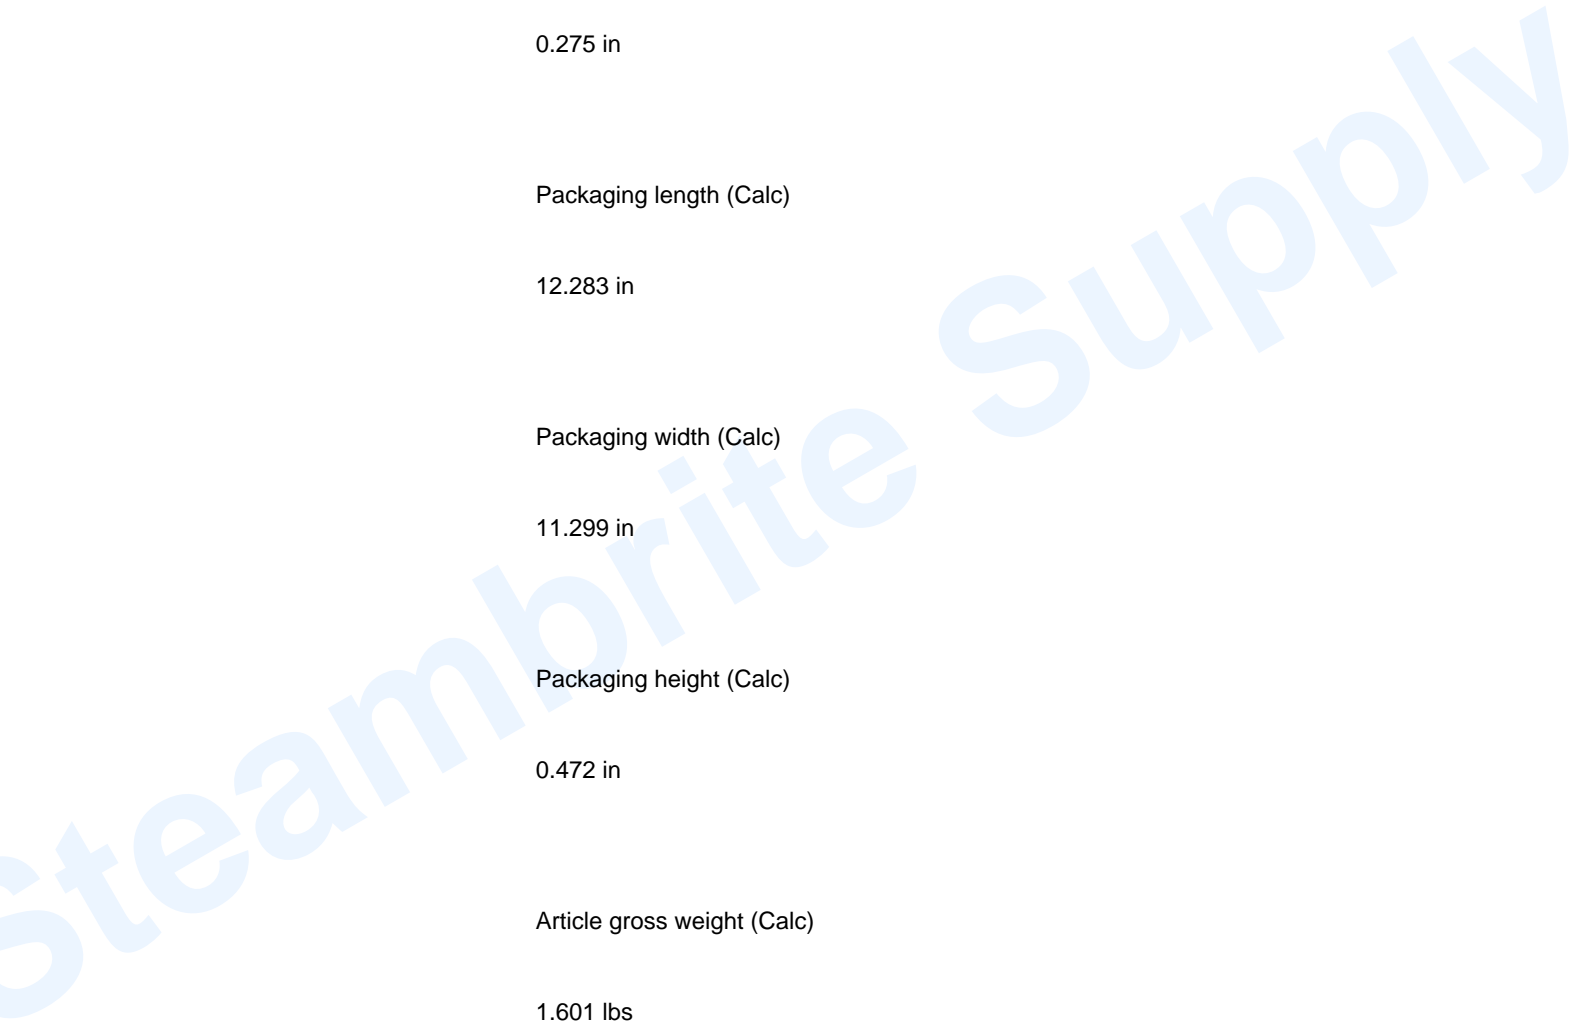 0.275 in
Packaging length (Calc)
12.283 in
Packaging width (Calc)
11.299 in
Packaging height (Calc)
0.472 in
Article gross weight (Calc)
1.601 lbs
Steambrite Supply